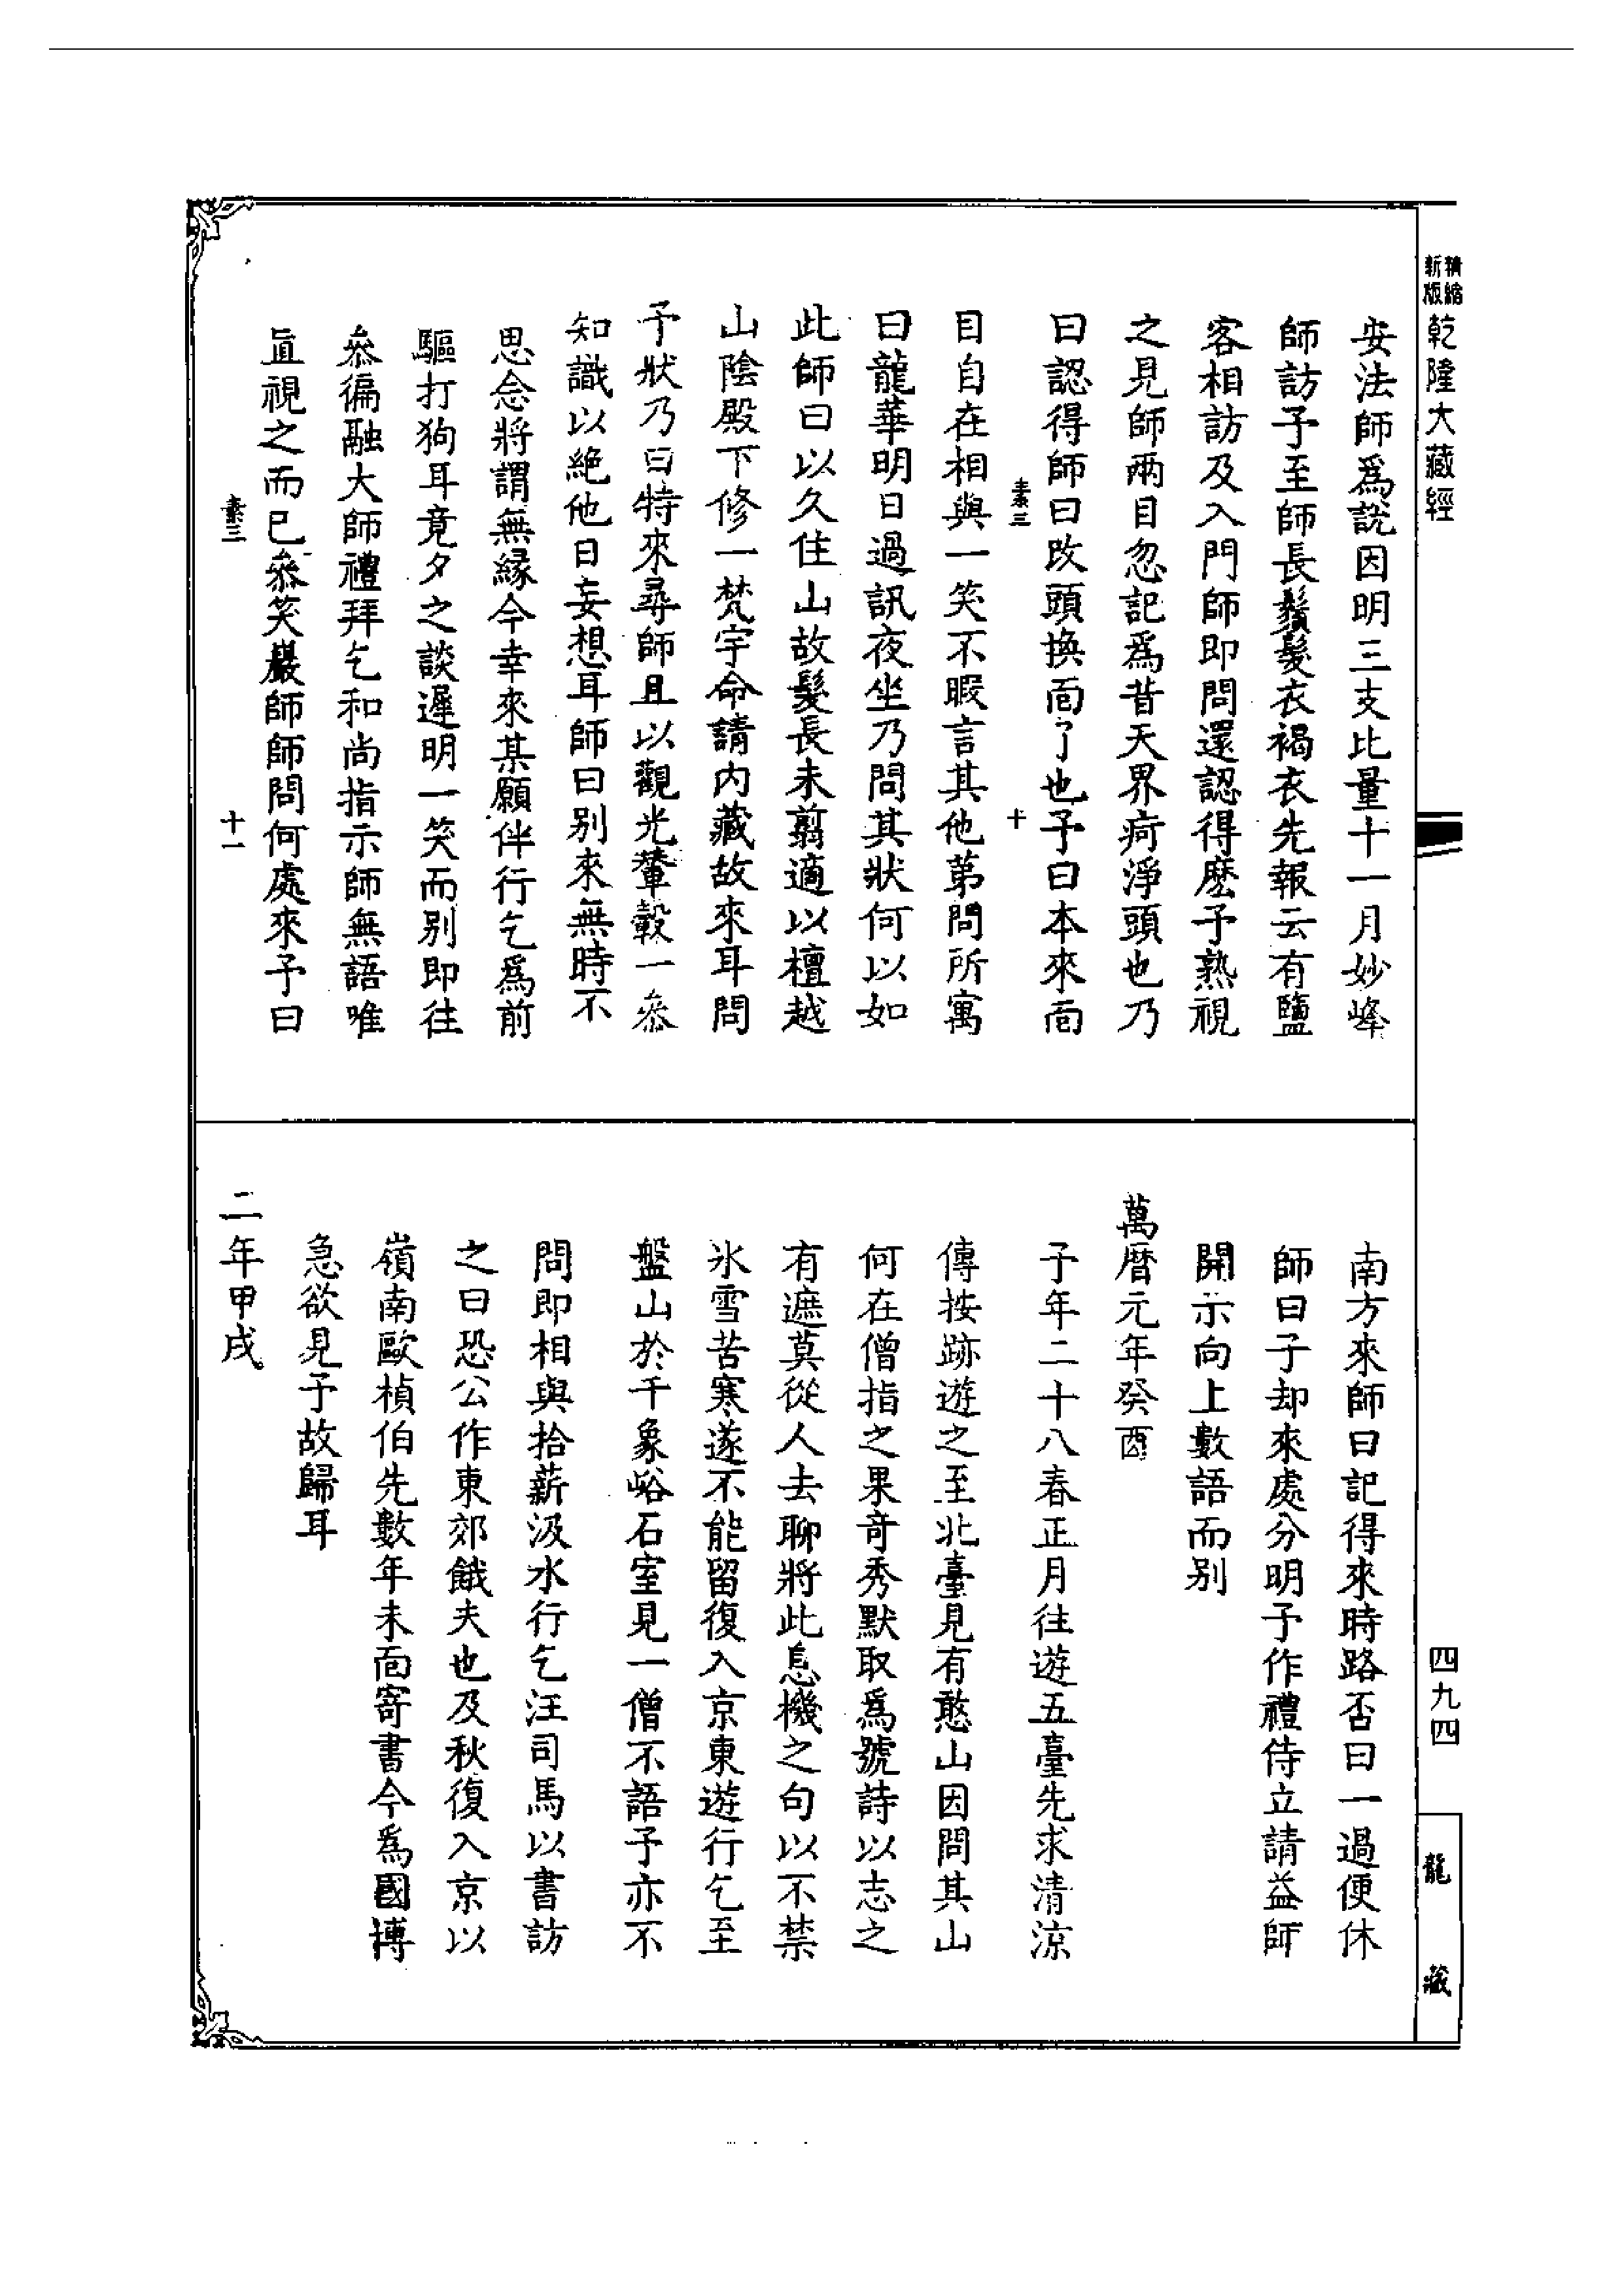 精縮
新版
乾隆大藏經
安法師爲說因明三支比量十一月妙峰
師訪予至師長鬚髮衣褐衣先報云有鹽
客相訪及入門師即問還認得麽予熟視
之見師兩目忽記爲昔天界病淨頭也乃
曰認得師曰改頭換面了也予曰本來面
素三
十
目自在相與一笑不暇言其他第問所寓
曰龍華明日過訊夜坐乃問其狀何以如
此師曰以久住山故髮長未翦適以檀越
山陰殿下修一梵宇命請内藏故來耳問
予狀乃曰特來尋師且以觀光輦轂一叅
知識以絶他日妄想耳師曰別來無時不
思念將謂無縁今幸來某願伴行乞爲前
驅打狗耳竟夕之談遲明一笑而別即往
叅徧融大師禮拜乞和尚指示師無語唯
直視之而已叅笑巖師師問何處來予曰
素三
十一
南方來師曰記得來時路否曰一過便休
師曰子却來處分明予作禮侍立請益師
開示向上數語而別
萬曆元年癸酉
予年二十八春正月往遊五臺先求清涼
傳按跡遊之至北臺見有憨山因問其山
何在僧指之果奇秀默取爲號詩以志之
有遮莫從人去聊將此息機之句以不禁
氷雪苦寒遂不能留復入京東遊行乞至
盤山於千象峪石室見一僧不語予亦不
問即相與拾薪汲水行乞汪司馬以書訪
之曰恐公作東郊餓夫也及秋復入京以
嶺南歐楨伯先數年未面寄書今爲國博
急欲見予故歸耳
二年甲戌
四九四
龍藏